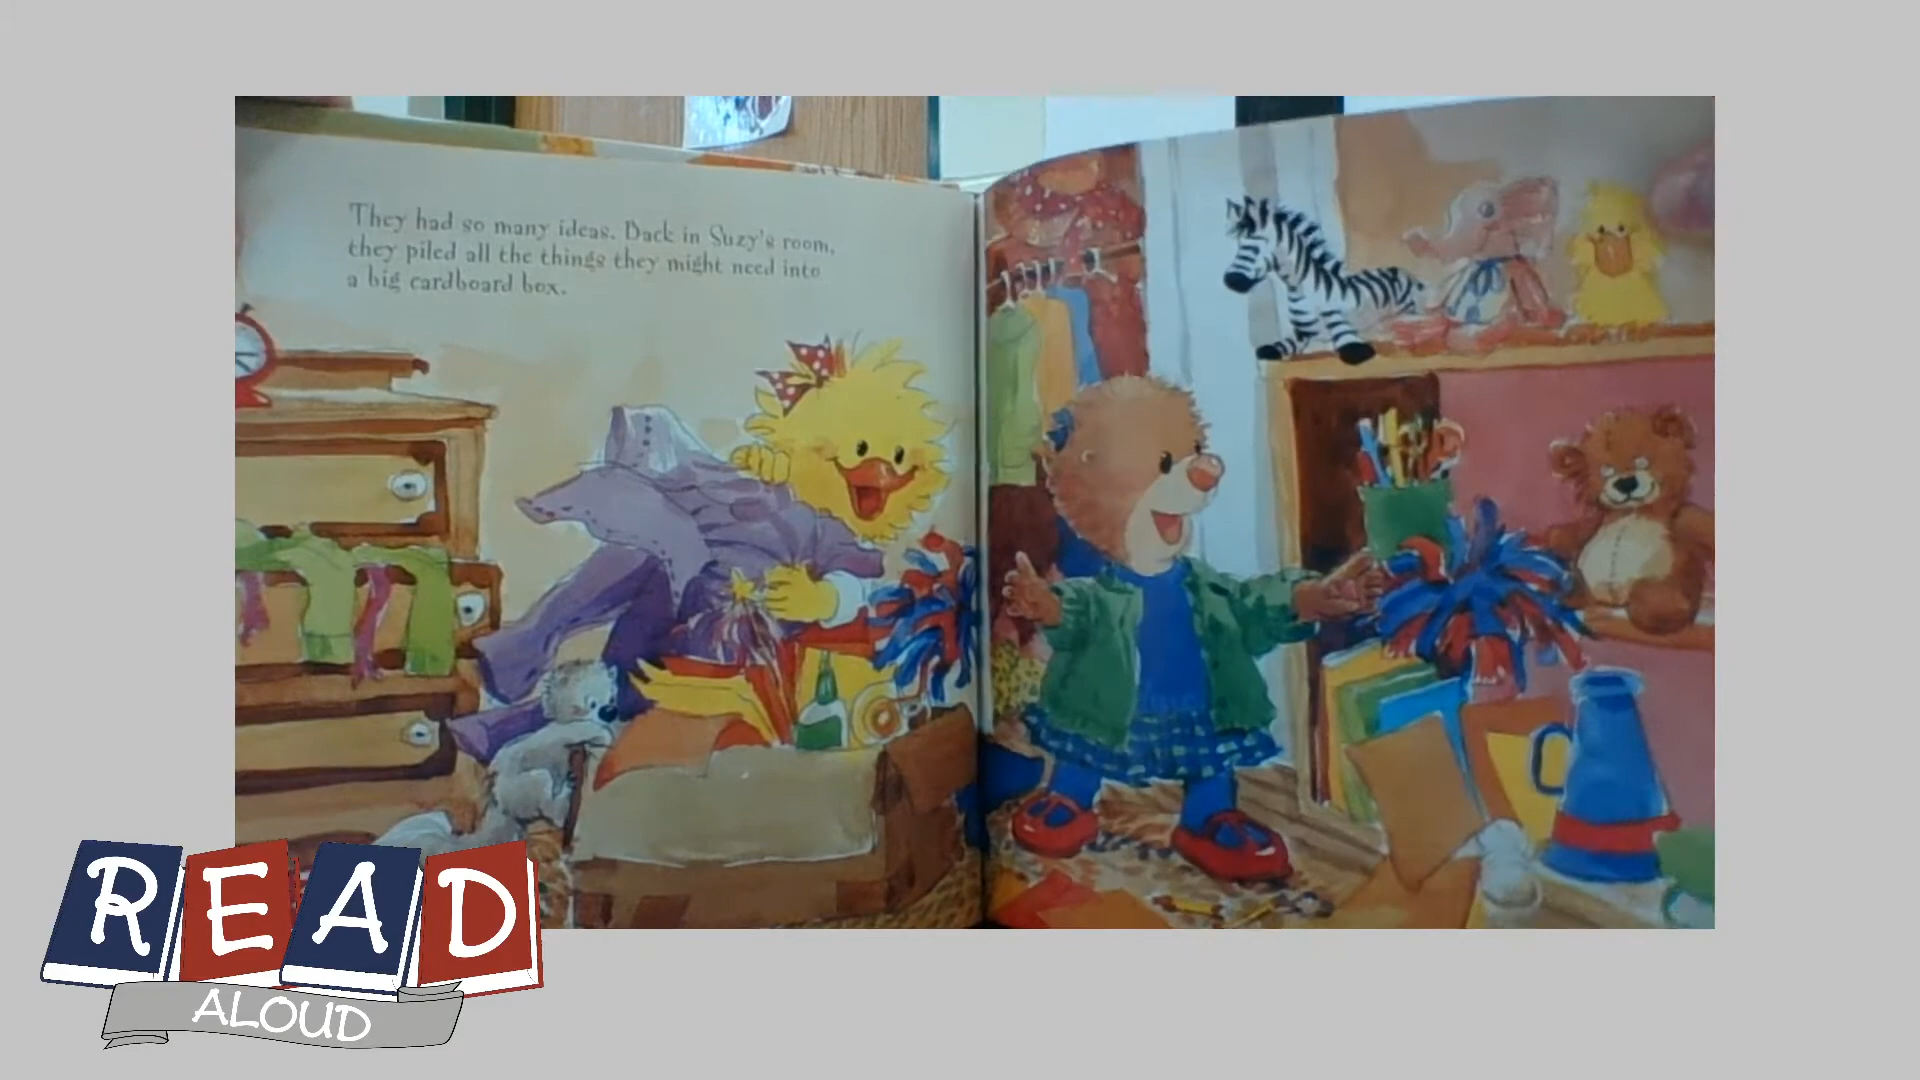 They had so many ideas. Back in Suzy's room,
they piled all the things they might need into
a big cardboard box.
READ
ALOUD